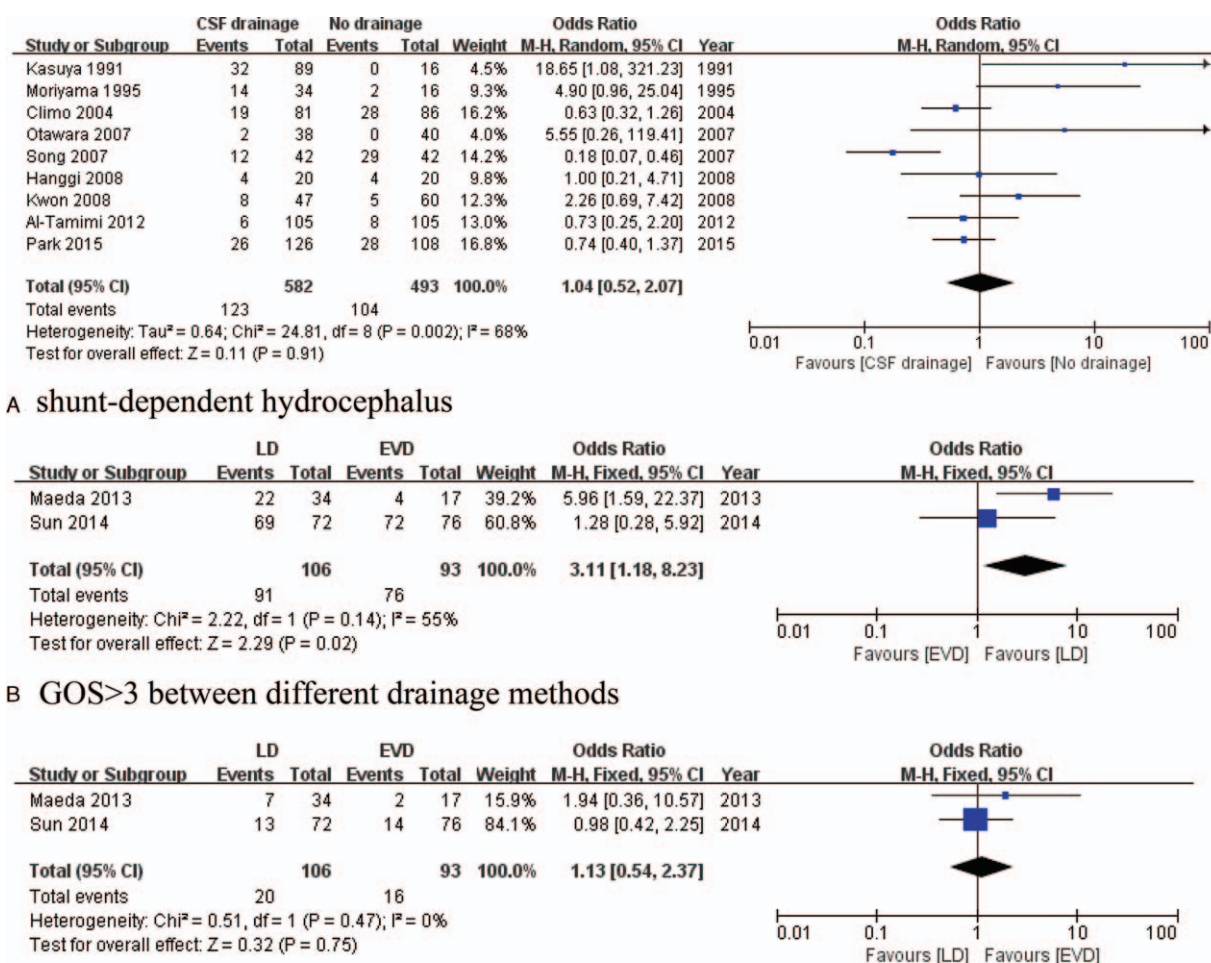 CSF drainage No drainage Odds Ratio Odds Ratio
Study or Subgroup Events Total Events Total Weight M-H, Random, 95% CI Year M-H, Random, 95% CI
Kasuya 1991 32 89 0 16 4.5% 18.65 [1.08, 321.23] 1991
Moriyama 1995 14 34 2 16 9.3% 4.90 [0.96, 25.04] 1995
Climo 2004 19 81 28 86 16.2% 0.63 [0.32, 1.26] 2004
Otawara 2007 2 38 0 40 4.0% 5.55 [0.26, 119.41] 2007
Song 2007 12 42 29 42 14.2% 0.18 [0.07, 0.46] 2007
Hanggi 2008 4 20 4 20 9.8% 1.00 [0.21, 4.71] 2008
Kwon 2008 8 47 5 60 12.3% 2.26 [0.69, 7.42] 2008
Al-Tamimi 2012 6 105 8 105 13.0% 0.73 [0.25, 2.20] 2012
Park 2015 26 126 28 108 16.8% 0.74 [0.40, 1.37] 2015
Total (95% CI) 582 493 100.0% 1.04 [0.52, 2.07]
Total events 123 104
Heterogeneity: Tau² = 0.64; Chi² = 24.81, df = 8 (P = 0.002); I² = 68%
Test for overall effect: Z = 0.11 (P = 0.91)
0.01 0.1 1 10 100
Favours [CSF drainage] Favours [No drainage]
A shunt-dependent hydrocephalus
LD EVD Odds Ratio Odds Ratio
Study or Subgroup Events Total Events Total Weight M-H, Fixed, 95% CI Year M-H, Fixed, 95% CI
Maeda 2013 22 34 4 17 39.2% 5.96 [1.59, 22.37] 2013
Sun 2014 69 72 72 76 60.8% 1.28 [0.28, 5.92] 2014
Total (95% CI) 106 93 100.0% 3.11 [1.18, 8.23]
Total events 91 76
Heterogeneity: Chi² = 2.22, df = 1 (P = 0.14); I² = 55%
Test for overall effect: Z = 2.29 (P = 0.02)
0.01 0.1 1 10 100
Favours [EVD] Favours [LD]
B GOS>3 between different drainage methods
LD EVD Odds Ratio Odds Ratio
Study or Subgroup Events Total Events Total Weight M-H, Fixed, 95% CI Year M-H, Fixed, 95% CI
Maeda 2013 7 34 2 17 15.9% 1.94 [0.36, 10.57] 2013
Sun 2014 13 72 14 76 84.1% 0.98 [0.42, 2.25] 2014
Total (95% CI) 106 93 100.0% 1.13 [0.54, 2.37]
Total events 20 16
Heterogeneity: Chi² = 0.51, df = 1 (P = 0.47); I² = 0%
Test for overall effect: Z = 0.32 (P = 0.75)
0.01 0.1 1 10 100
Favours [LD] Favours [EVD]